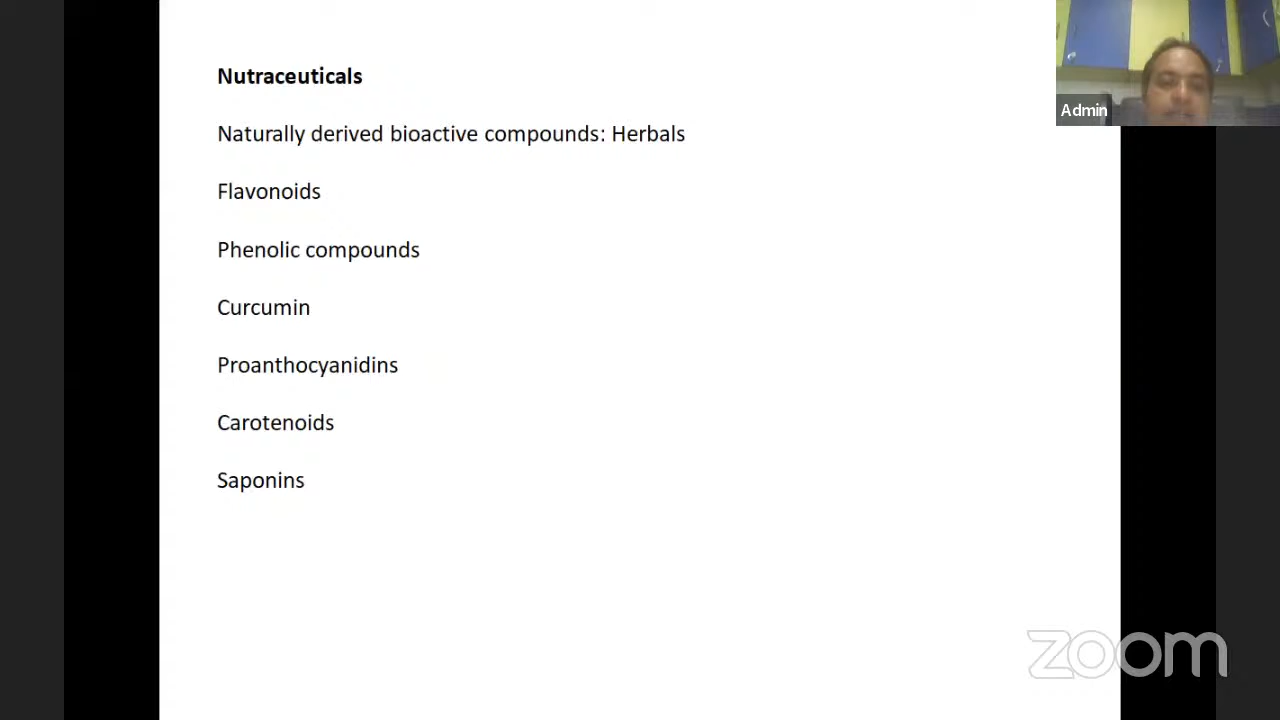 Nutraceuticals
Naturally derived bioactive compounds: Herbals
Flavonoids
Phenolic compounds
Curcumin
Proanthocyanidins
Carotenoids
Saponins
Admin
zoom